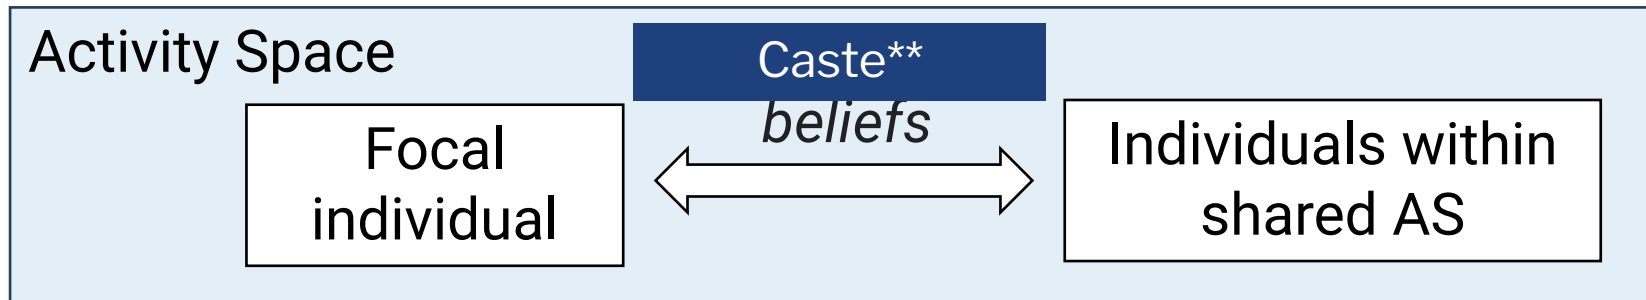 Activity Space
Caste**
beliefs
Focal
individual
Individuals within
shared AS